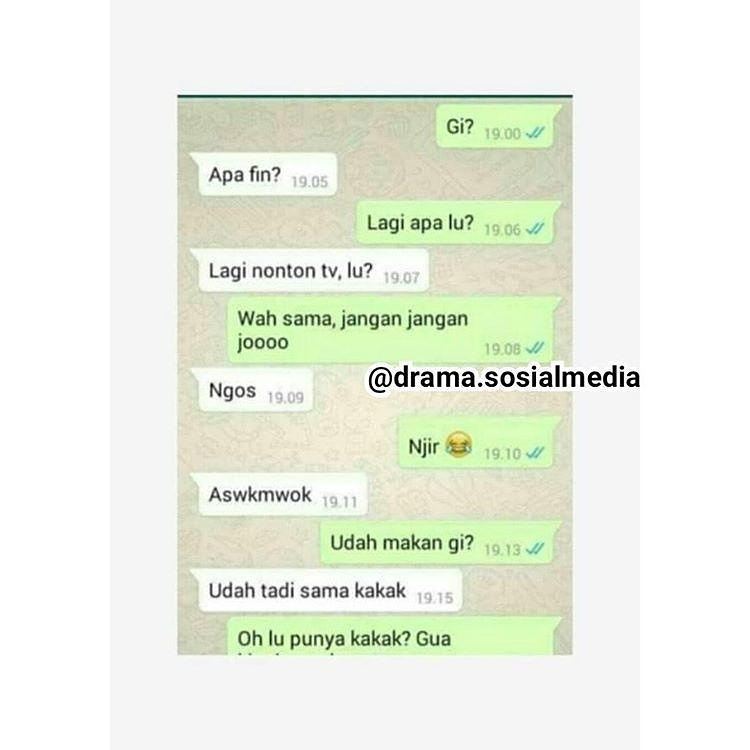 Gi? 19.00
Apa fin? 19.05
Lagi apa lu? 19.06
Lagi nonton tv, lu? 19.07
Wah sama, jangan jangan
joooo 19.08
@drama.sosialmedia
Ngos 19.09
Njir 😂 19.10
Aswkmwok 19.11
Udah makan gi? 19.13
Udah tadi sama kakak 19.15
Oh lu punya kakak? Gua